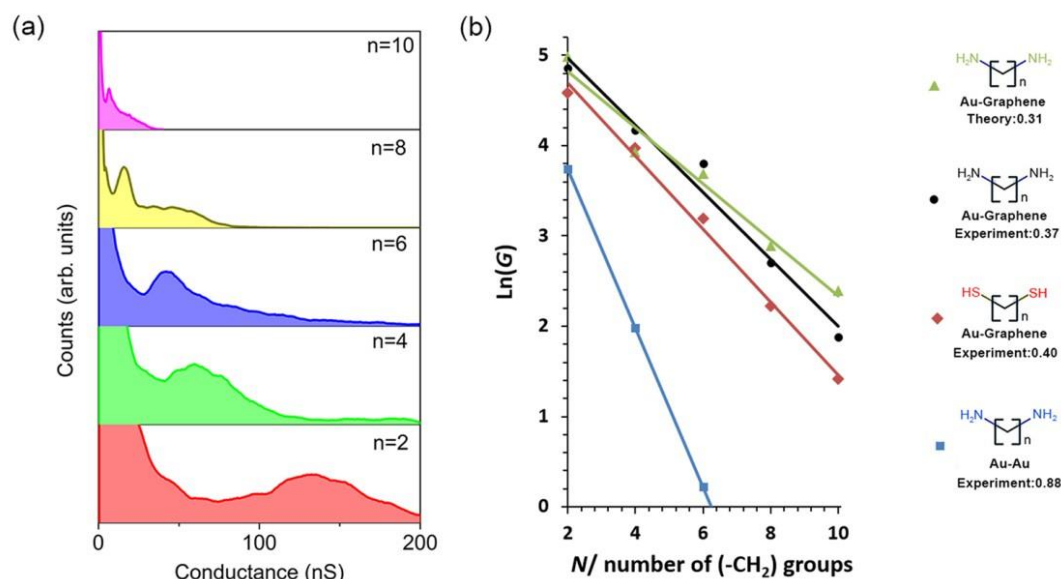 (a)
n=10
n=8
n=6
n=4
n=2
Counts (arb. units)
0
100
200
Conductance (nS)
(b)
5
4
3
2
1
0
Ln(G)
2
4
6
8
10
N/ number of (-CH₂) groups
H₂N
NH₂
n
Au-Graphene
Theory:0.31
H₂N
NH₂
n
Au-Graphene
Experiment:0.37
HS
SH
n
Au-Graphene
Experiment:0.40
H₂N
NH₂
n
Au-Au
Experiment:0.88